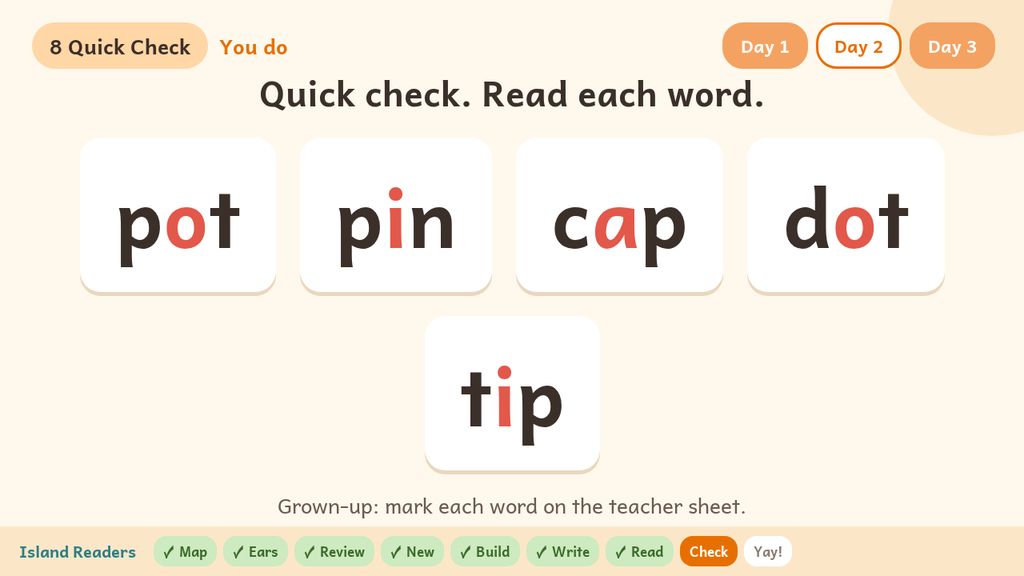 8 Quick Check You do Day 1 Day 2 Day 3
Quick check. Read each word.
pot pin cap dot
tip
Grown-up: mark each word on the teacher sheet.
Island Readers ✓ Map ✓ Ears ✓ Review ✓ New ✓ Build ✓ Write ✓ Read Check Yay!